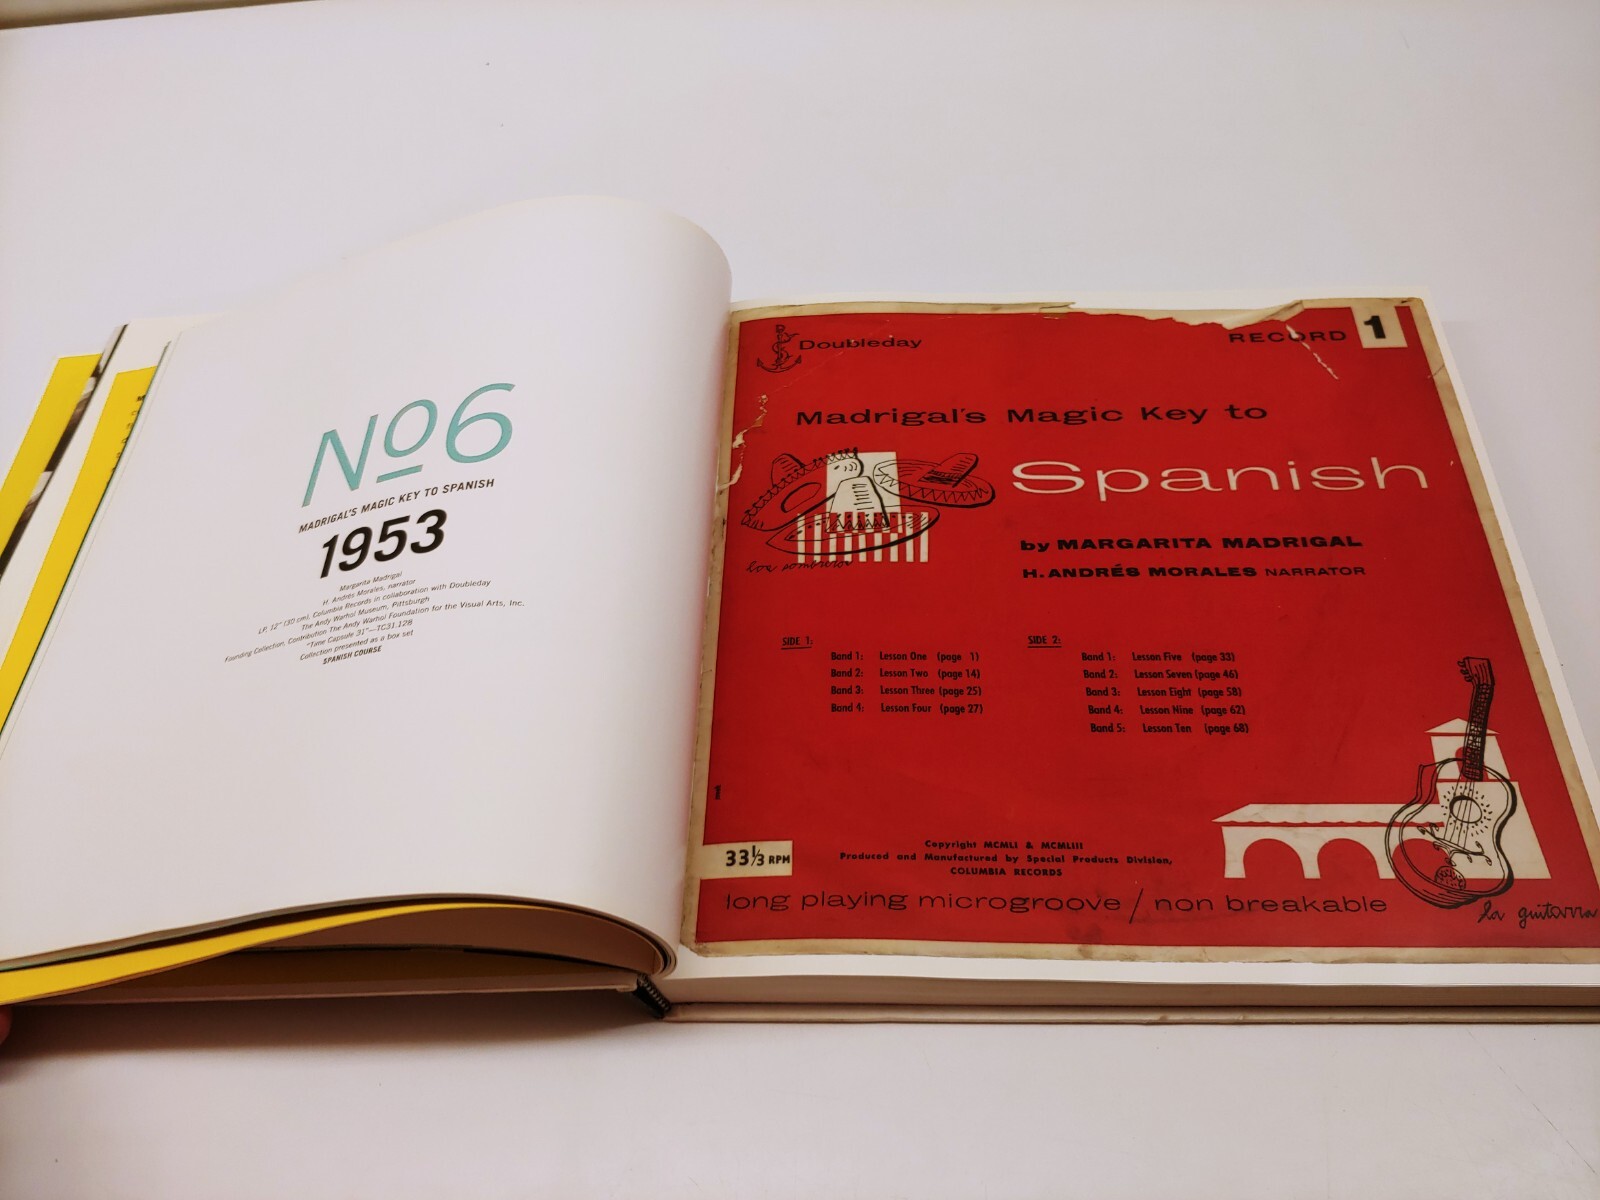 No6
MADRIGAL'S MAGIC KEY TO SPANISH
1953
Margarita Madrigal
H. Andrés Morales, narrator
LP, 12" (30 cm), Columbia Records in collaboration with Doubleday
The Andy Warhol Museum, Pittsburgh
Founding Collection, Contribution The Andy Warhol Foundation for the Visual Arts, Inc.
"Time Capsule 31"—TC31.128
Collection presented as a box set
SPANISH COURSE
Doubleday
RECORD 1
Madrigal's Magic Key to
Spanish
los sombreros
by MARGARITA MADRIGAL
H. ANDRÉS MORALES NARRATOR
SIDE 1:
Band 1: Lesson One (page 1)
Band 2: Lesson Two (page 14)
Band 3: Lesson Three (page 25)
Band 4: Lesson Four (page 27)
SIDE 2:
Band 1: Lesson Five (page 33)
Band 2: Lesson Seven (page 46)
Band 3: Lesson Eight (page 58)
Band 4: Lesson Nine (page 62)
Band 5: Lesson Ten (page 68)
1
33⅓ RPM
Copyright MCMLI & MCMLIII
Produced and Manufactured by Special Products Division,
COLUMBIA RECORDS
long playing microgroove / non breakable
la guitarra